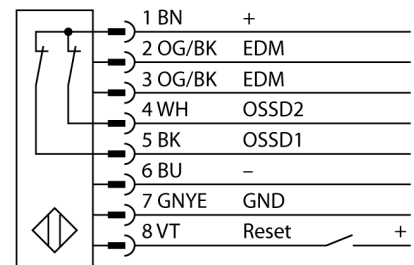 1 BN +
2 OG/BK EDM
3 OG/BK EDM
4 WH OSSD2
5 BK OSSD1
6 BU –
7 GNYE GND
8 VT Reset +